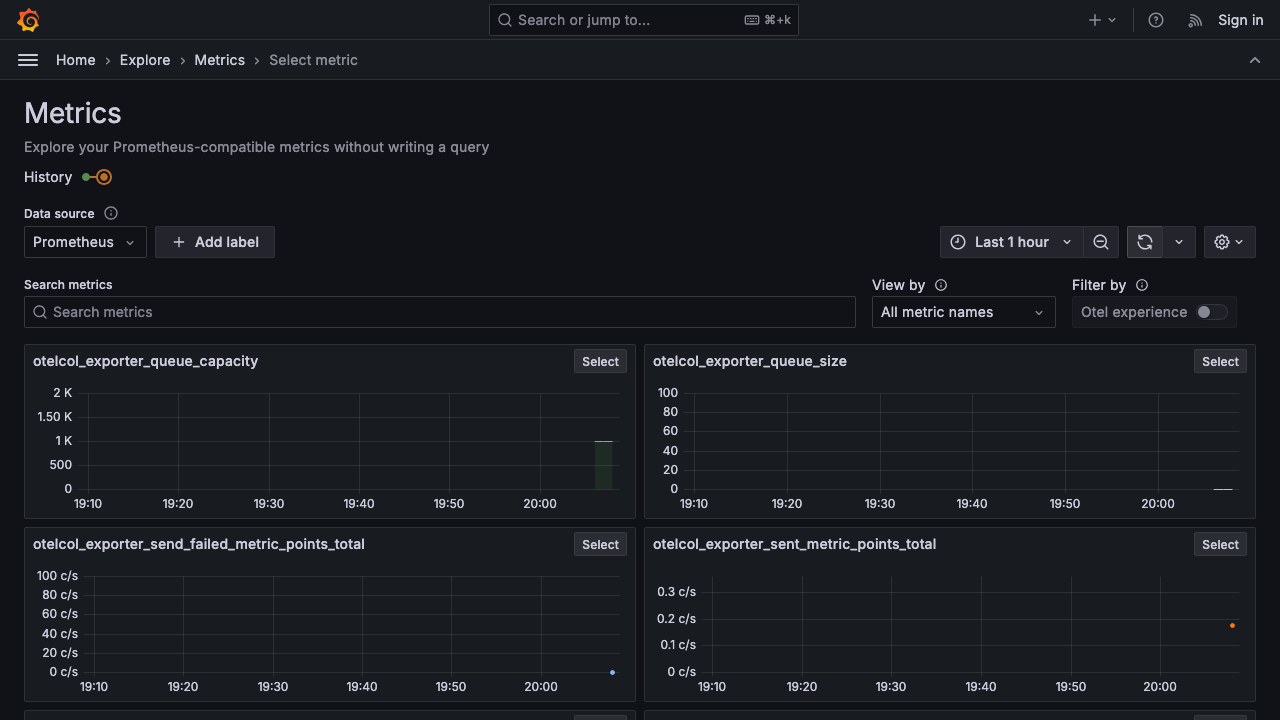 Search or jump to... ⌘+k Sign in
Home › Explore › Metrics › Select metric
Metrics
Explore your Prometheus-compatible metrics without writing a query
History
Data source
Prometheus + Add label Last 1 hour
Search metrics View by Filter by
Search metrics All metric names Otel experience
otelcol_exporter_queue_capacity Select
2 K
1.50 K
1 K
500
0
19:10 19:20 19:30 19:40 19:50 20:00
otelcol_exporter_queue_size Select
100
80
60
40
20
0
19:10 19:20 19:30 19:40 19:50 20:00
otelcol_exporter_send_failed_metric_points_total Select
100 c/s
80 c/s
60 c/s
40 c/s
20 c/s
0 c/s
19:10 19:20 19:30 19:40 19:50 20:00
otelcol_exporter_sent_metric_points_total Select
0.3 c/s
0.2 c/s
0.1 c/s
0 c/s
19:10 19:20 19:30 19:40 19:50 20:00